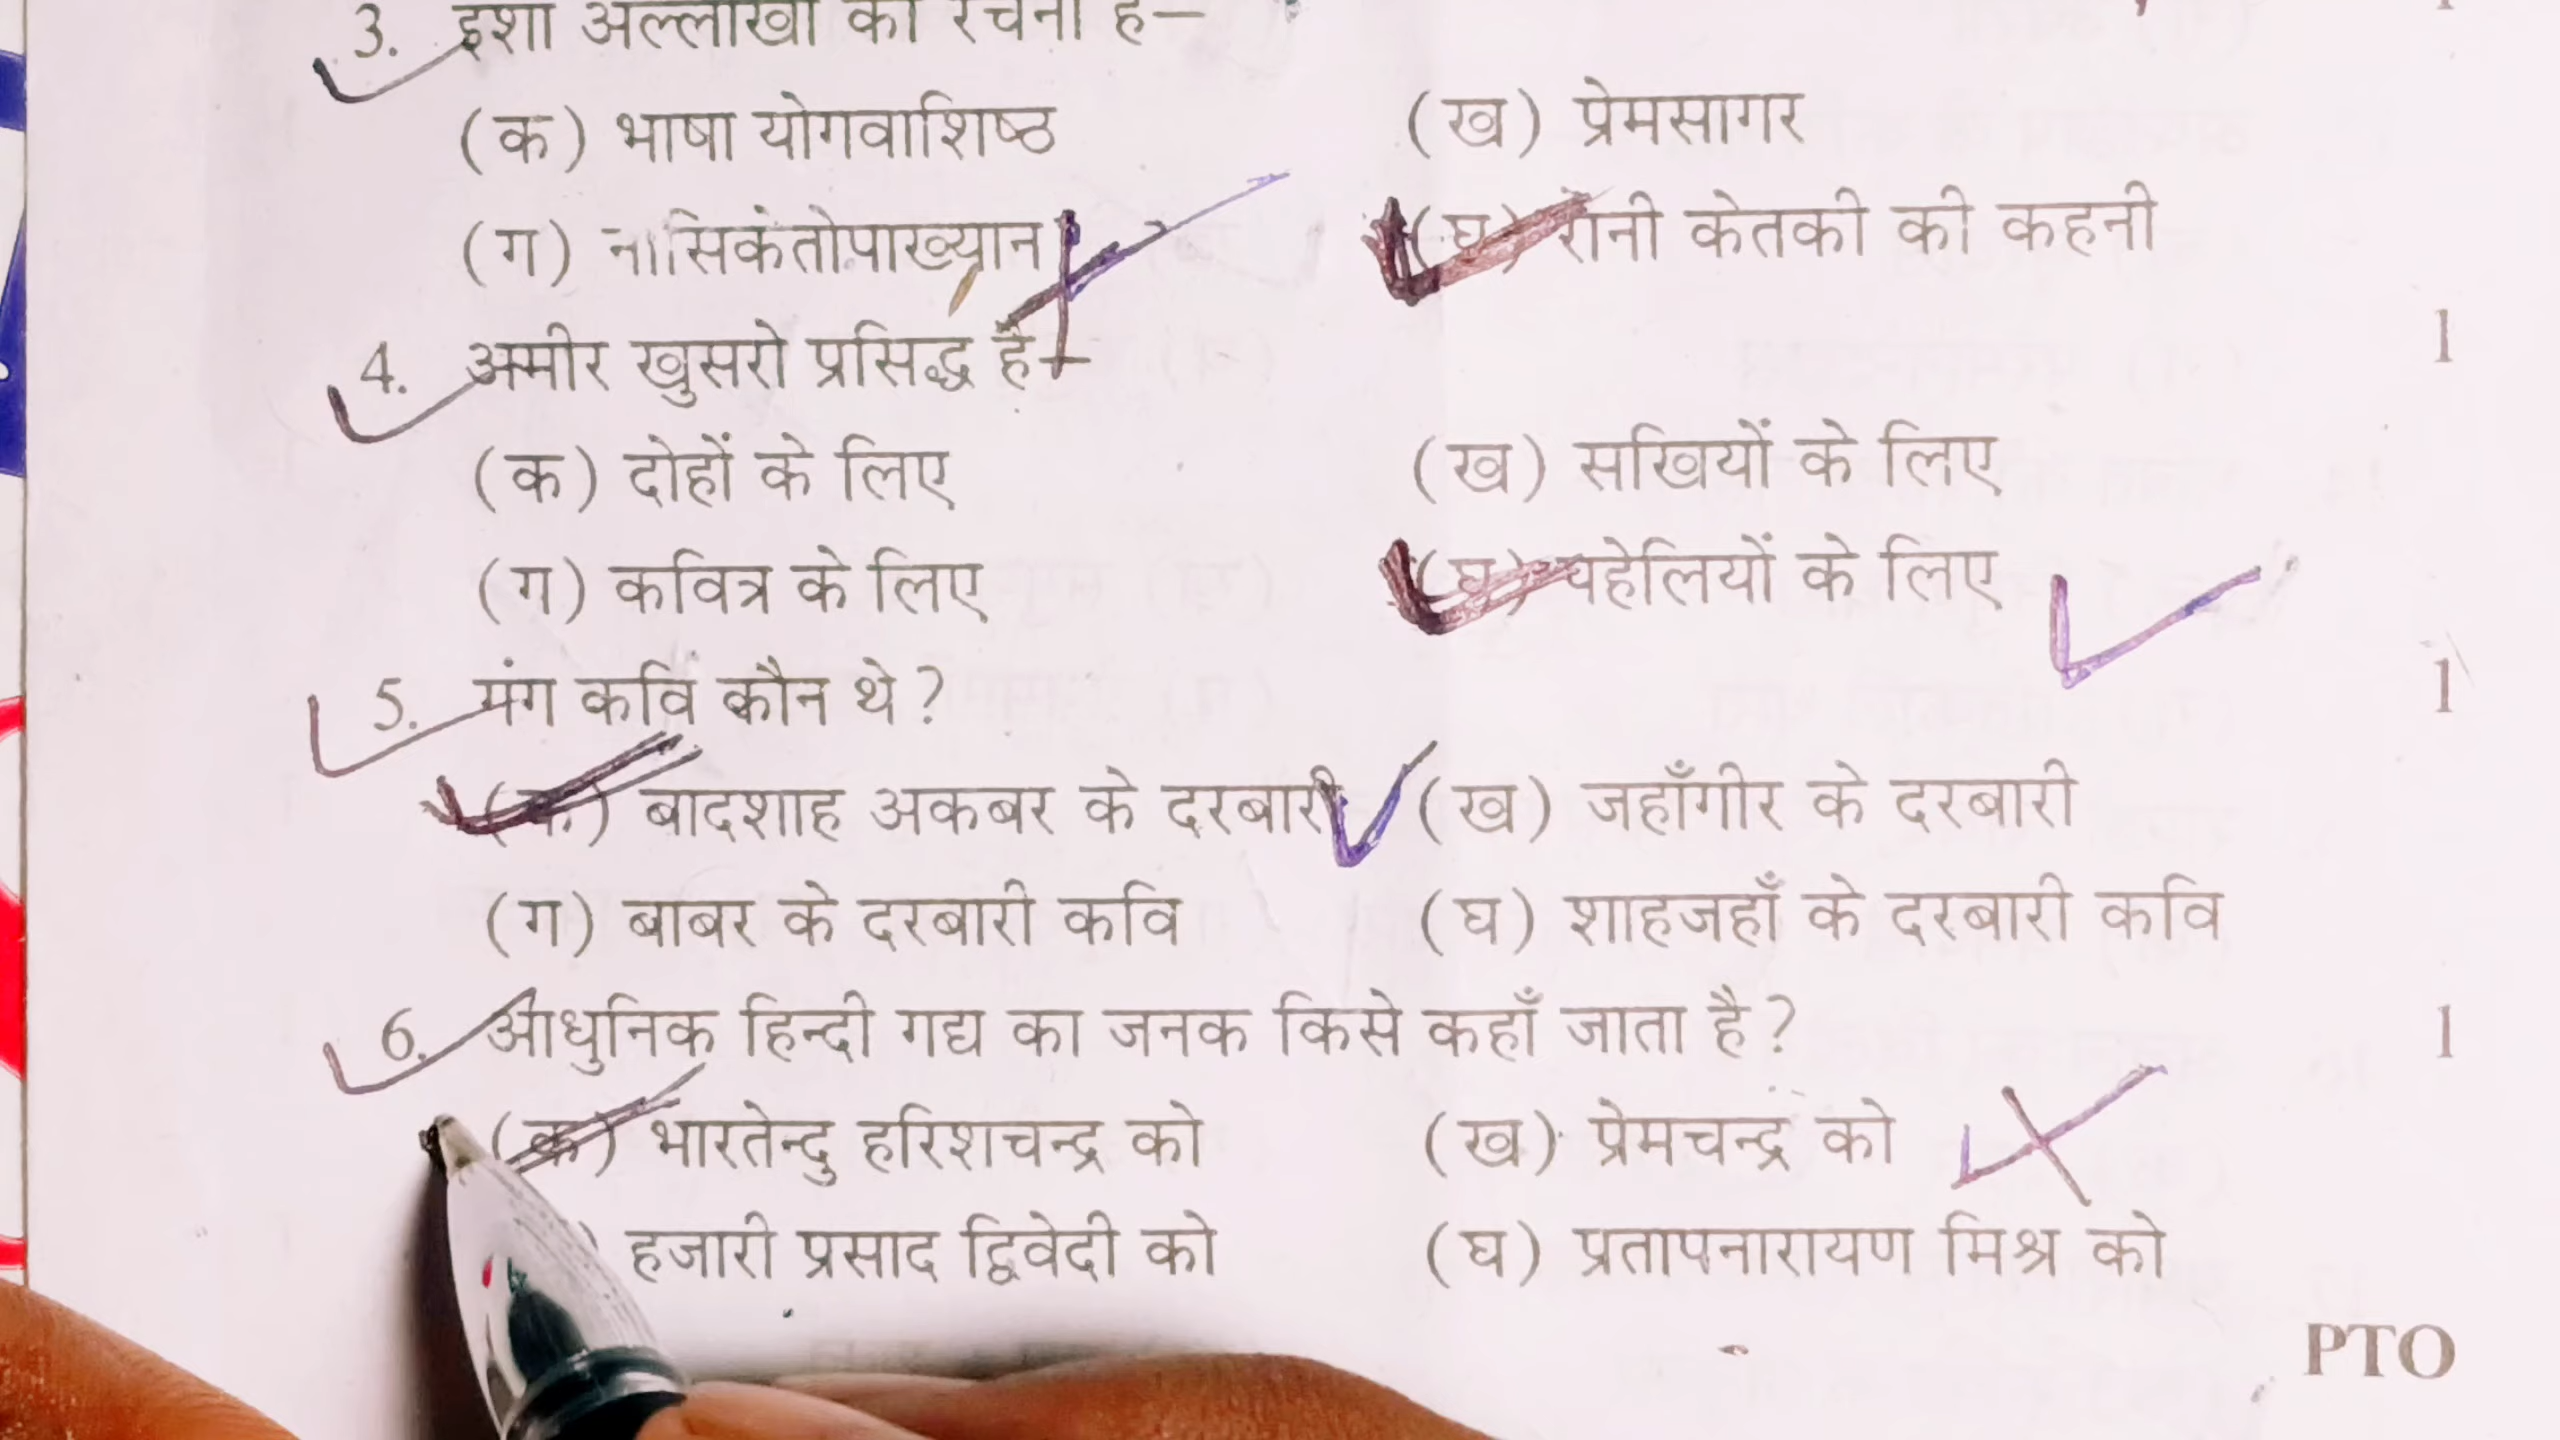 3. इंशा अल्लाखाँ की रचना है—
(क) भाषा योगवाशिष्ठ (ख) प्रेमसागर
(ग) नासिकेतोपाख्यान (घ) रानी केतकी की कहनी
4. अमीर खुसरो प्रसिद्ध है— 1
(क) दोहों के लिए (ख) सखियों के लिए
(ग) कवित्र के लिए (घ) पहेलियों के लिए
5. गंग कवि कौन थे? 1
(क) बादशाह अकबर के दरबारी (ख) जहाँगीर के दरबारी
(ग) बाबर के दरबारी कवि (घ) शाहजहाँ के दरबारी कवि
6. आधुनिक हिन्दी गद्य का जनक किसे कहाँ जाता है? 1
(क) भारतेन्दु हरिशचन्द्र को (ख) प्रेमचन्द्र को
हजारी प्रसाद द्विवेदी को (घ) प्रतापनारायण मिश्र को
PTO